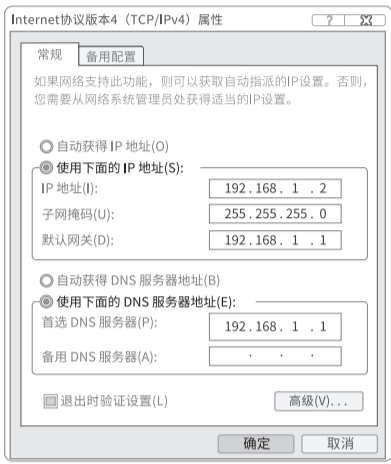 Internet协议版本4（TCP/IPv4）属性
常规 备用配置
如果网络支持此功能，则可以获取自动指派的IP设置。否则，
您需要从网络系统管理员处获得适当的IP设置。
自动获得 IP 地址(O)
使用下面的 IP 地址(S):
IP 地址(I): 192.168. 1 . 2
子网掩码(U): 255.255.255. 0
默认网关(D): 192.168. 1 . 1
自动获得 DNS 服务器地址(B)
使用下面的 DNS 服务器地址(E):
首选 DNS 服务器(P): 192.168. 1 . 1
备用 DNS 服务器(A): . . .
退出时验证设置(L) 高级(V)...
确定 取消